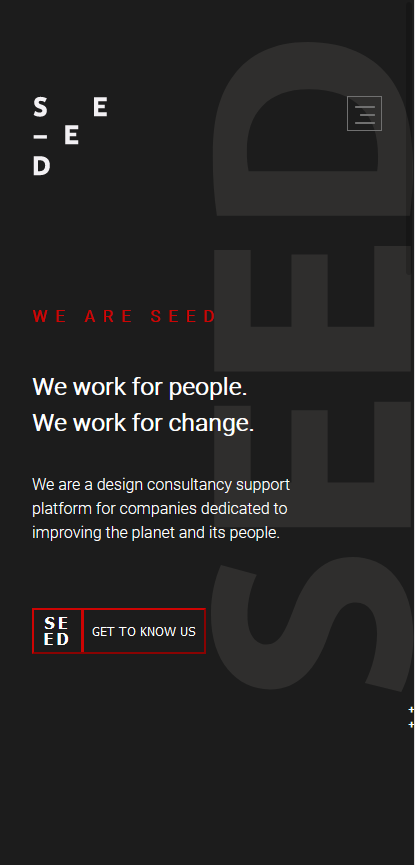 S E
– E
D
SEED
WE ARE SEED
We work for people.
We work for change.
We are a design consultancy support
platform for companies dedicated to
improving the planet and its people.
SE
ED
GET TO KNOW US